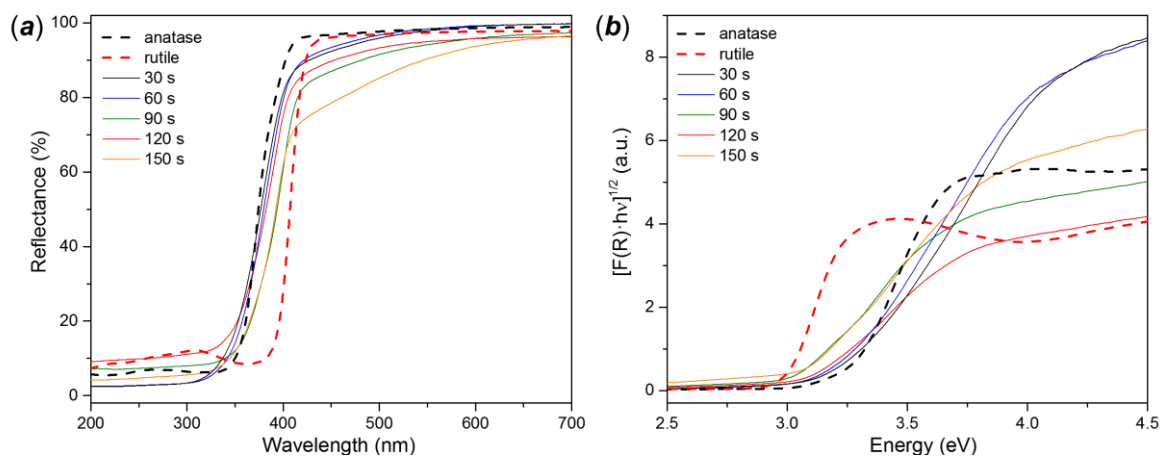 (a)
100
80
60
40
20
0
Reflectance (%)
anatase
rutile
30 s
60 s
90 s
120 s
150 s
200 300 400 500 600 700
Wavelength (nm)
(b)
8
6
4
2
0
[F(R)·hν]1/2 (a.u.)
anatase
rutile
30 s
60 s
90 s
120 s
150 s
2.5 3.0 3.5 4.0 4.5
Energy (eV)